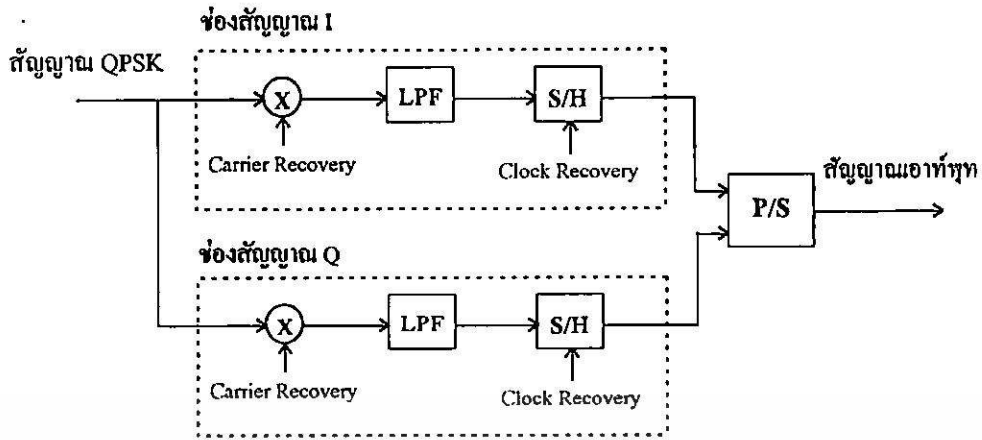 ช่องสัญญาณ I
สัญญาณ QPSK
X
LPF
S/H
Carrier Recovery
Clock Recovery
สัญญาณเอาท์พุท
P/S
ช่องสัญญาณ Q
X
LPF
S/H
Carrier Recovery
Clock Recovery